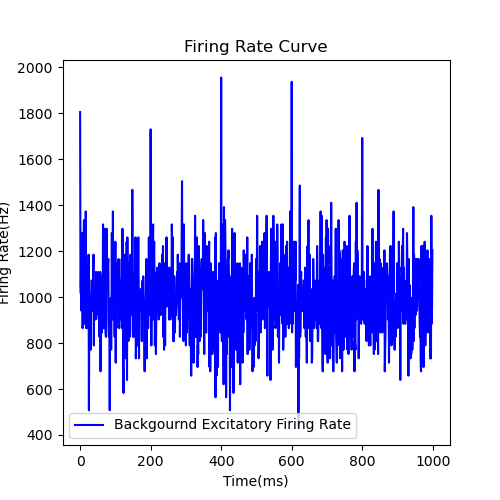 Firing Rate Curve
2000
1800
1600
1400
1200
1000
800
600
400
Firing Rate(Hz)
Backgournd Excitatory Firing Rate
0 200 400 600 800 1000
Time(ms)